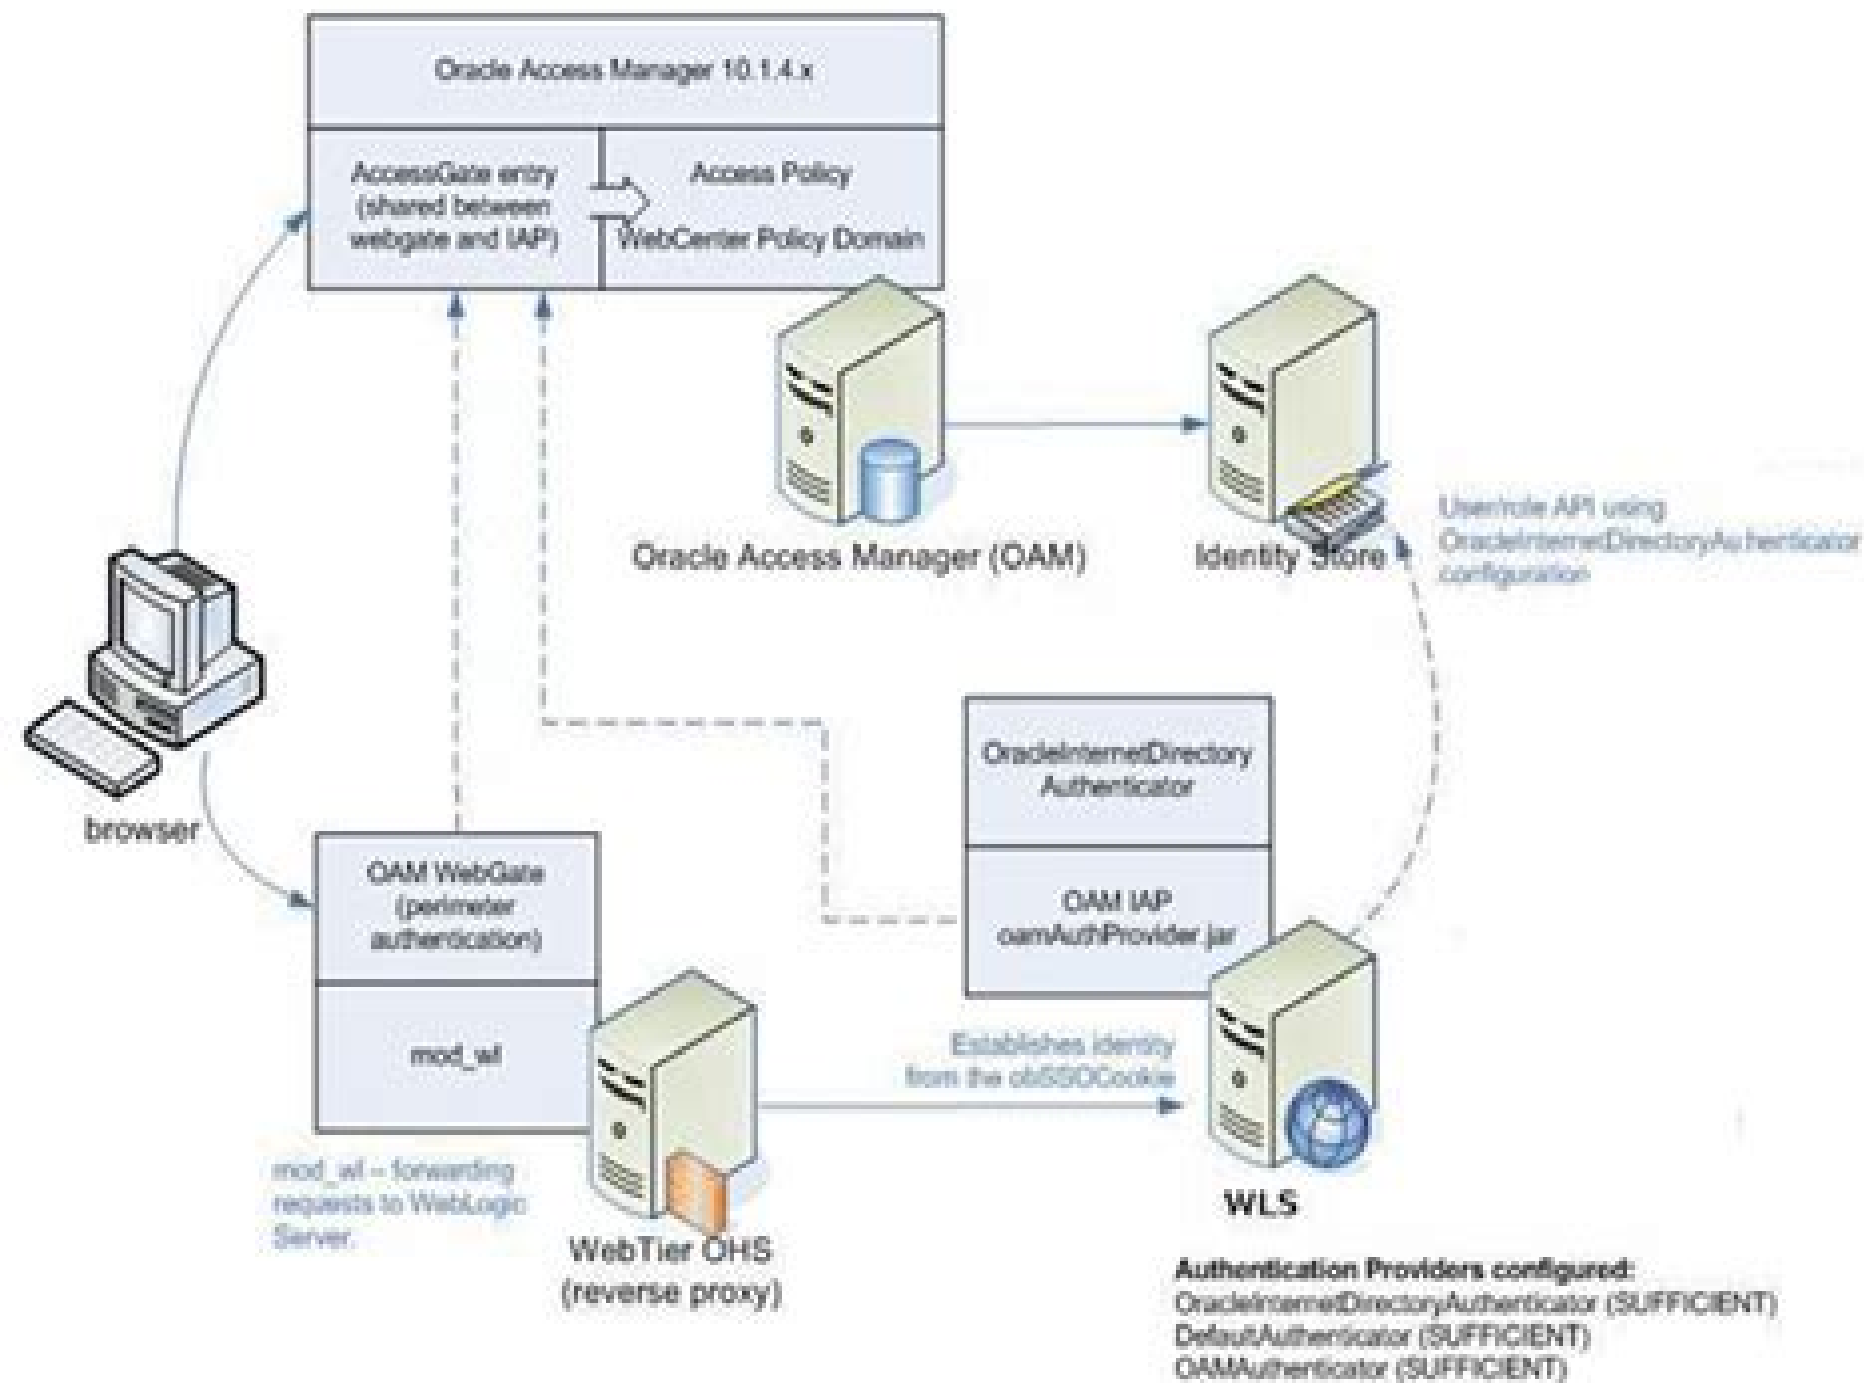 Oracle Access Manager 10.1.4.x
AccessGate entry
(shared between
webgate and IAP)
Access Policy
WebCenter Policy Domain
Oracle Access Manager (OAM)
Identity Store
User/role API using
OracleInternetDirectoryAuthenticator
configuration
browser
OracleInternetDirectory
Authenticator
OAM IAP
oamAuthProvider.jar
OAM WebGate
(perimeter
authentication)
mod_wl
Establishes identity
from the obSSOCookie
mod_wl – forwarding
requests to WebLogic
Server.
WebTier OHS
(reverse proxy)
WLS
Authentication Providers configured:
OracleInternetDirectoryAuthenticator (SUFFICIENT)
DefaultAuthenticator (SUFFICIENT)
OAMAuthenticator (SUFFICIENT)